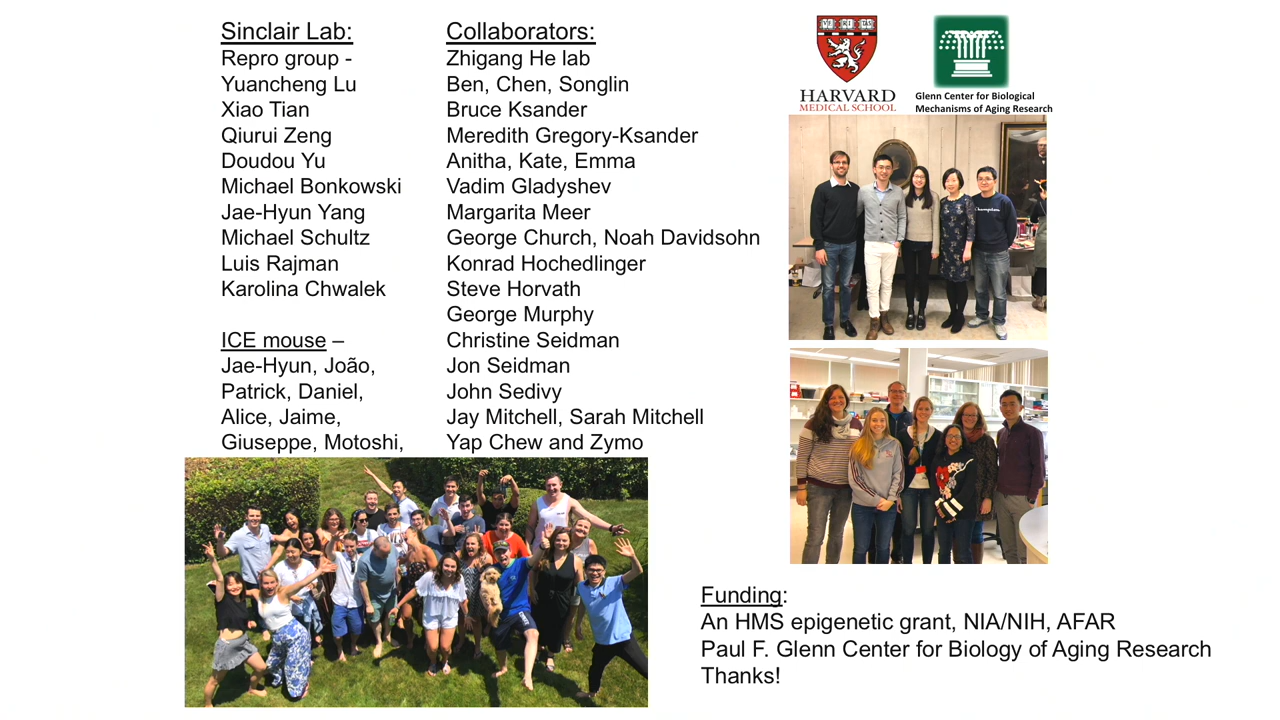 Sinclair Lab:
Repro group -
Yuancheng Lu
Xiao Tian
Qiurui Zeng
Doudou Yu
Michael Bonkowski
Jae-Hyun Yang
Michael Schultz
Luis Rajman
Karolina Chwalek
ICE mouse –
Jae-Hyun, João,
Patrick, Daniel,
Alice, Jaime,
Giuseppe, Motoshi,
Collaborators:
Zhigang He lab
Ben, Chen, Songlin
Bruce Ksander
Meredith Gregory-Ksander
Anitha, Kate, Emma
Vadim Gladyshev
Margarita Meer
George Church, Noah Davidsohn
Konrad Hochedlinger
Steve Horvath
George Murphy
Christine Seidman
Jon Seidman
John Sedivy
Jay Mitchell, Sarah Mitchell
Yap Chew and Zymo
VE RI TAS
HARVARD
MEDICAL SCHOOL
Glenn Center for Biological
Mechanisms of Aging Research
Champion
Funding:
An HMS epigenetic grant, NIA/NIH, AFAR
Paul F. Glenn Center for Biology of Aging Research
Thanks!